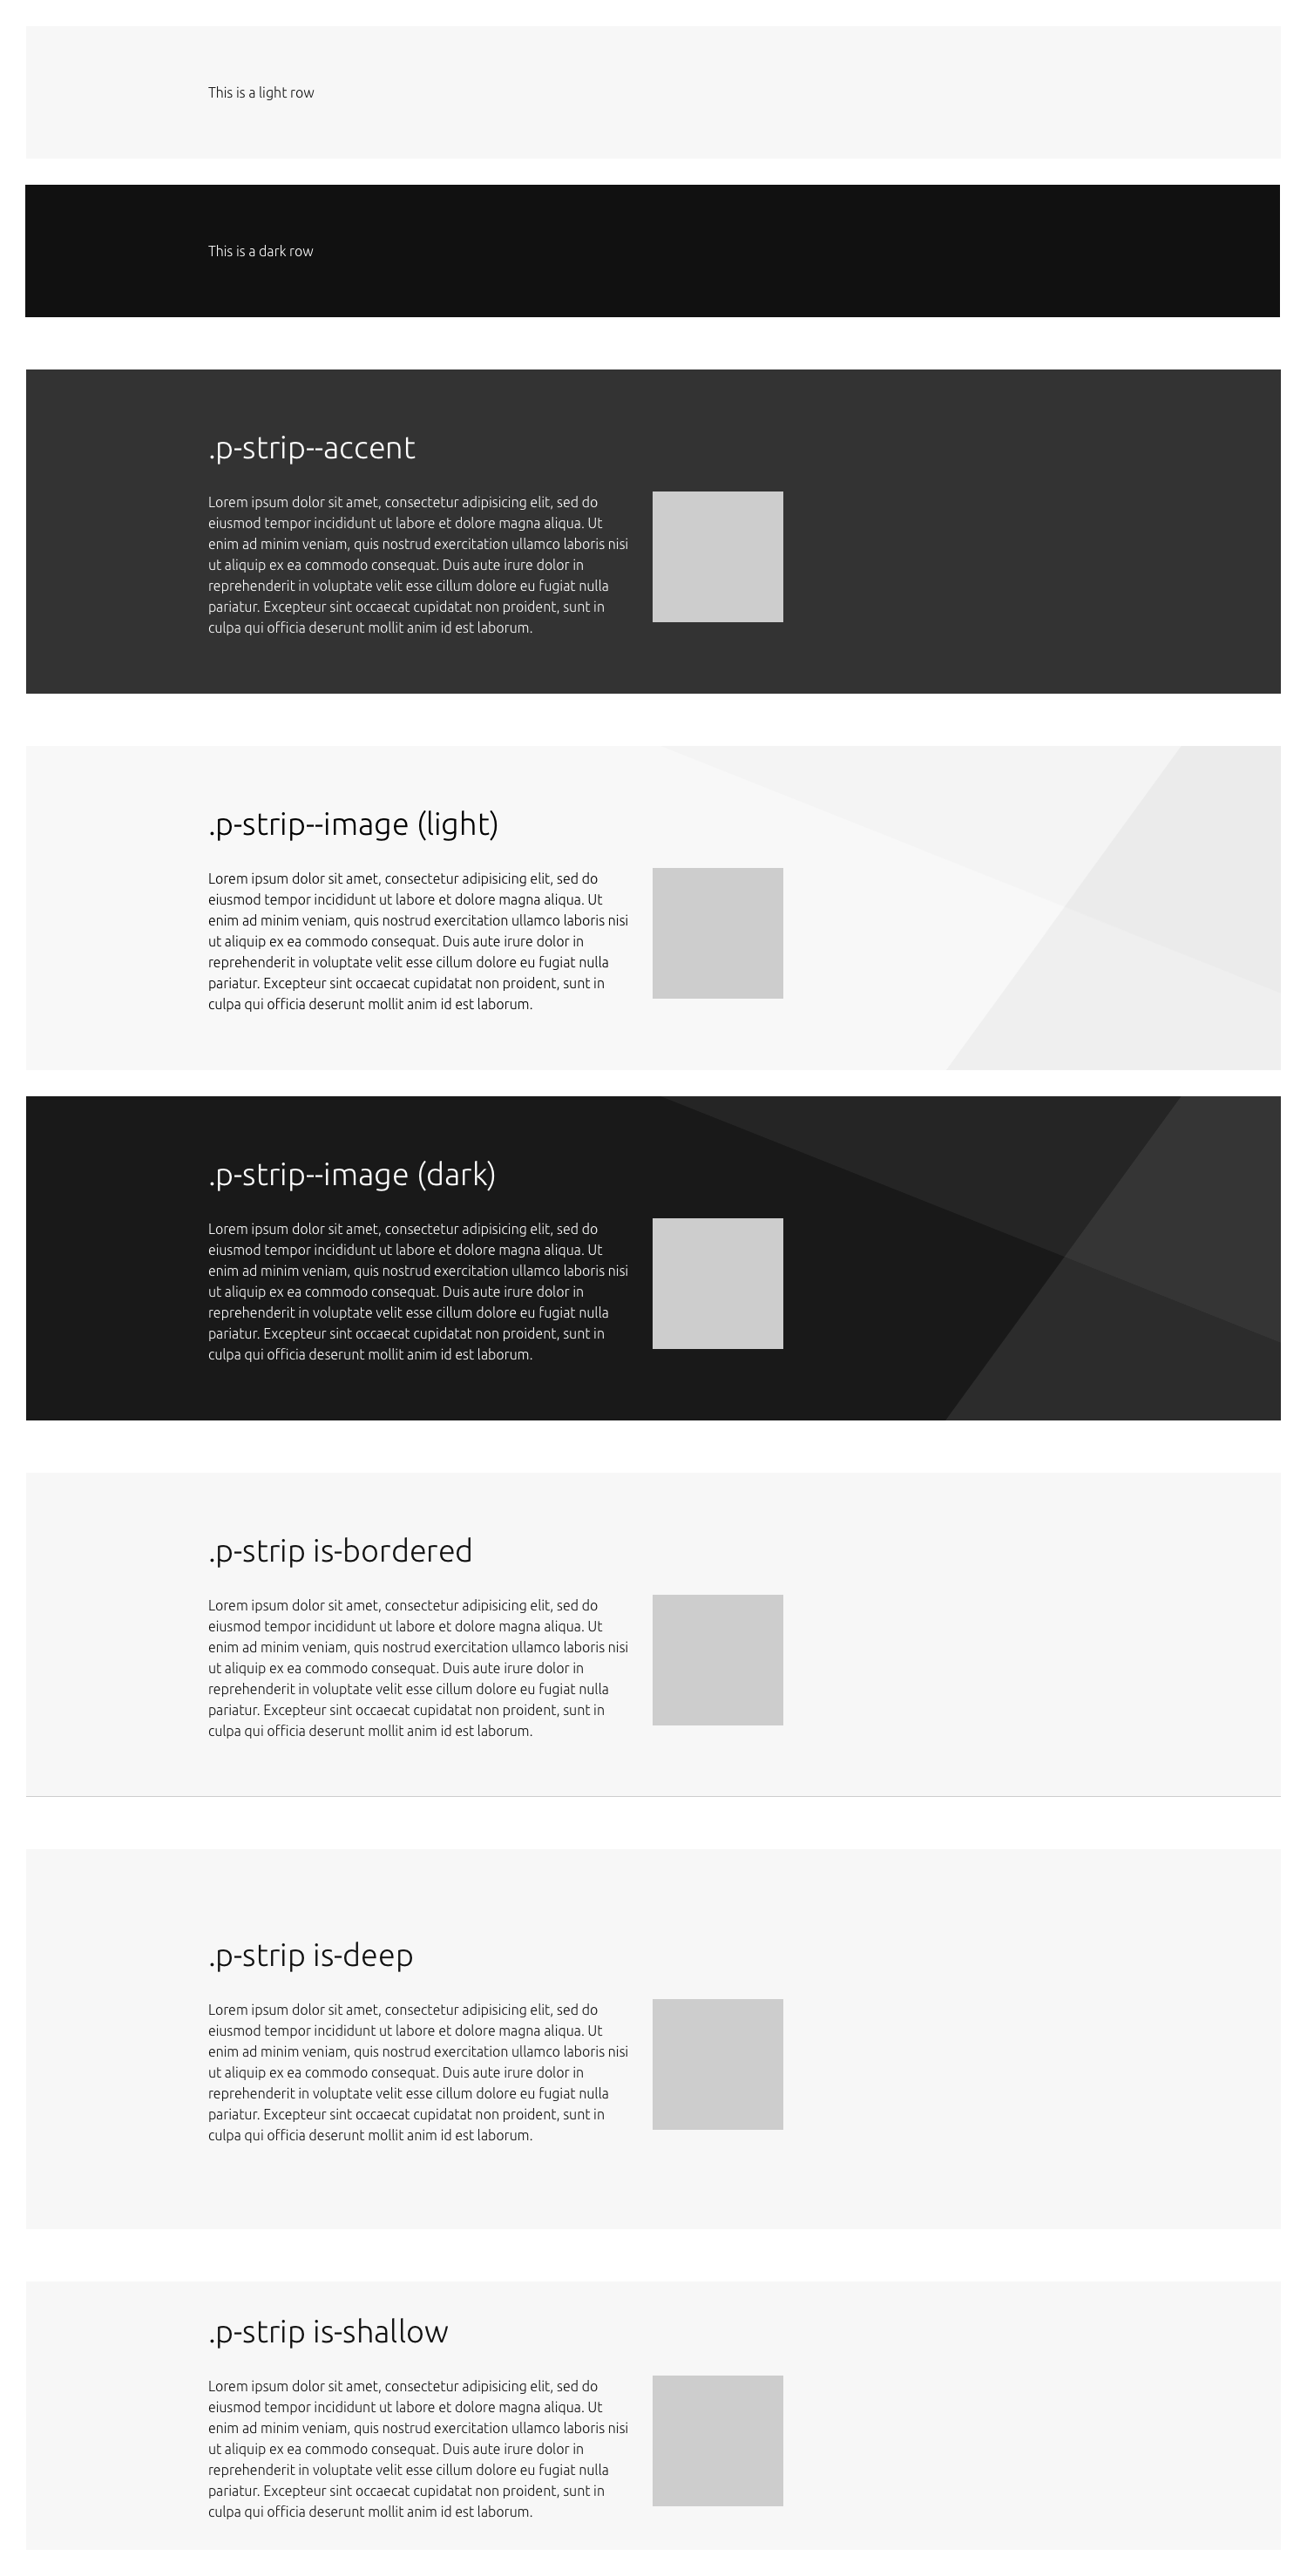 This is a light row
This is a dark row
.p-strip--accent
Lorem ipsum dolor sit amet, consectetur adipisicing elit, sed do
eiusmod tempor incididunt ut labore et dolore magna aliqua. Ut
enim ad minim veniam, quis nostrud exercitation ullamco laboris nisi
ut aliquip ex ea commodo consequat. Duis aute irure dolor in
reprehenderit in voluptate velit esse cillum dolore eu fugiat nulla
pariatur. Excepteur sint occaecat cupidatat non proident, sunt in
culpa qui officia deserunt mollit anim id est laborum.
.p-strip--image (light)
Lorem ipsum dolor sit amet, consectetur adipisicing elit, sed do
eiusmod tempor incididunt ut labore et dolore magna aliqua. Ut
enim ad minim veniam, quis nostrud exercitation ullamco laboris nisi
ut aliquip ex ea commodo consequat. Duis aute irure dolor in
reprehenderit in voluptate velit esse cillum dolore eu fugiat nulla
pariatur. Excepteur sint occaecat cupidatat non proident, sunt in
culpa qui officia deserunt mollit anim id est laborum.
.p-strip--image (dark)
Lorem ipsum dolor sit amet, consectetur adipisicing elit, sed do
eiusmod tempor incididunt ut labore et dolore magna aliqua. Ut
enim ad minim veniam, quis nostrud exercitation ullamco laboris nisi
ut aliquip ex ea commodo consequat. Duis aute irure dolor in
reprehenderit in voluptate velit esse cillum dolore eu fugiat nulla
pariatur. Excepteur sint occaecat cupidatat non proident, sunt in
culpa qui officia deserunt mollit anim id est laborum.
.p-strip is-bordered
Lorem ipsum dolor sit amet, consectetur adipisicing elit, sed do
eiusmod tempor incididunt ut labore et dolore magna aliqua. Ut
enim ad minim veniam, quis nostrud exercitation ullamco laboris nisi
ut aliquip ex ea commodo consequat. Duis aute irure dolor in
reprehenderit in voluptate velit esse cillum dolore eu fugiat nulla
pariatur. Excepteur sint occaecat cupidatat non proident, sunt in
culpa qui officia deserunt mollit anim id est laborum.
.p-strip is-deep
Lorem ipsum dolor sit amet, consectetur adipisicing elit, sed do
eiusmod tempor incididunt ut labore et dolore magna aliqua. Ut
enim ad minim veniam, quis nostrud exercitation ullamco laboris nisi
ut aliquip ex ea commodo consequat. Duis aute irure dolor in
reprehenderit in voluptate velit esse cillum dolore eu fugiat nulla
pariatur. Excepteur sint occaecat cupidatat non proident, sunt in
culpa qui officia deserunt mollit anim id est laborum.
.p-strip is-shallow
Lorem ipsum dolor sit amet, consectetur adipisicing elit, sed do
eiusmod tempor incididunt ut labore et dolore magna aliqua. Ut
enim ad minim veniam, quis nostrud exercitation ullamco laboris nisi
ut aliquip ex ea commodo consequat. Duis aute irure dolor in
reprehenderit in voluptate velit esse cillum dolore eu fugiat nulla
pariatur. Excepteur sint occaecat cupidatat non proident, sunt in
culpa qui officia deserunt mollit anim id est laborum.